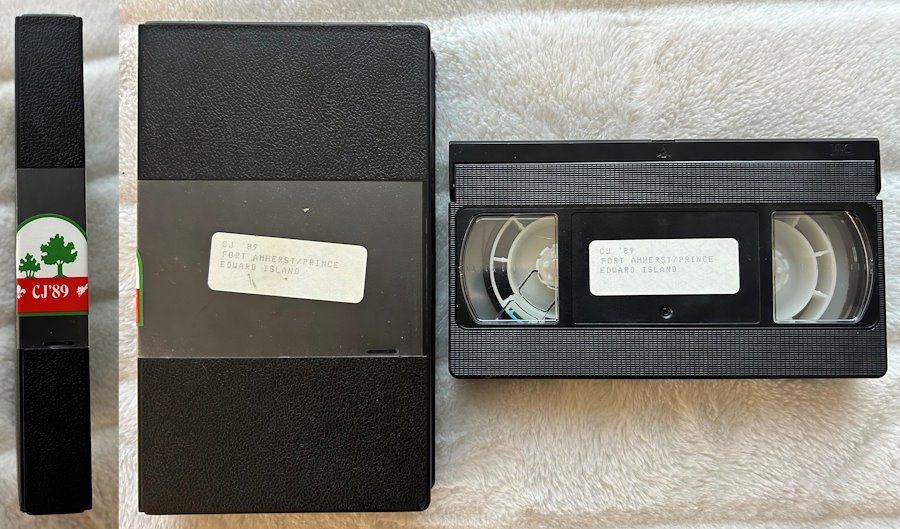 CJ'89
CJ '89
FORT AMHERST/PRINCE
EDWARD ISLAND
CJ '89
FORT AMHERST/PRINCE
EDWARD ISLAND